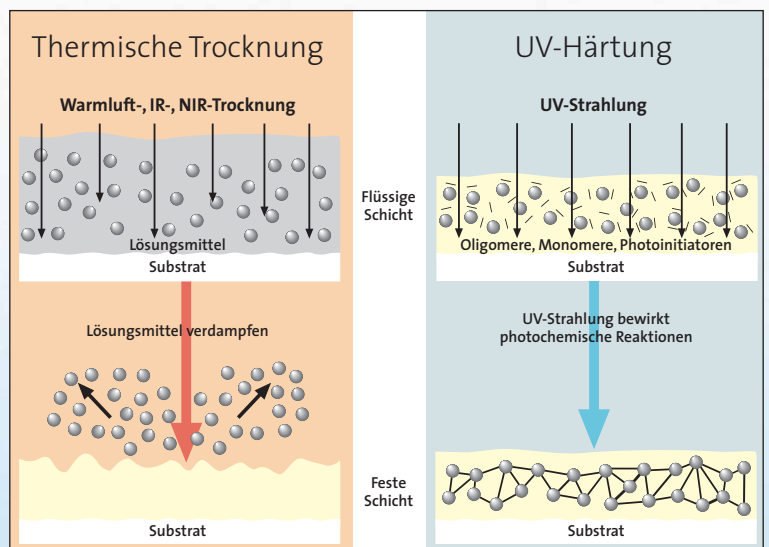 Thermische Trocknung
Warmluft-, IR-, NIR-Trocknung
Lösungsmittel
Substrat
Lösungsmittel verdampfen
Substrat
Flüssige
Schicht
Feste
Schicht
UV-Härtung
UV-Strahlung
Oligomere, Monomere, Photoinitiatoren
Substrat
UV-Strahlung bewirkt
photochemische Reaktionen
Substrat